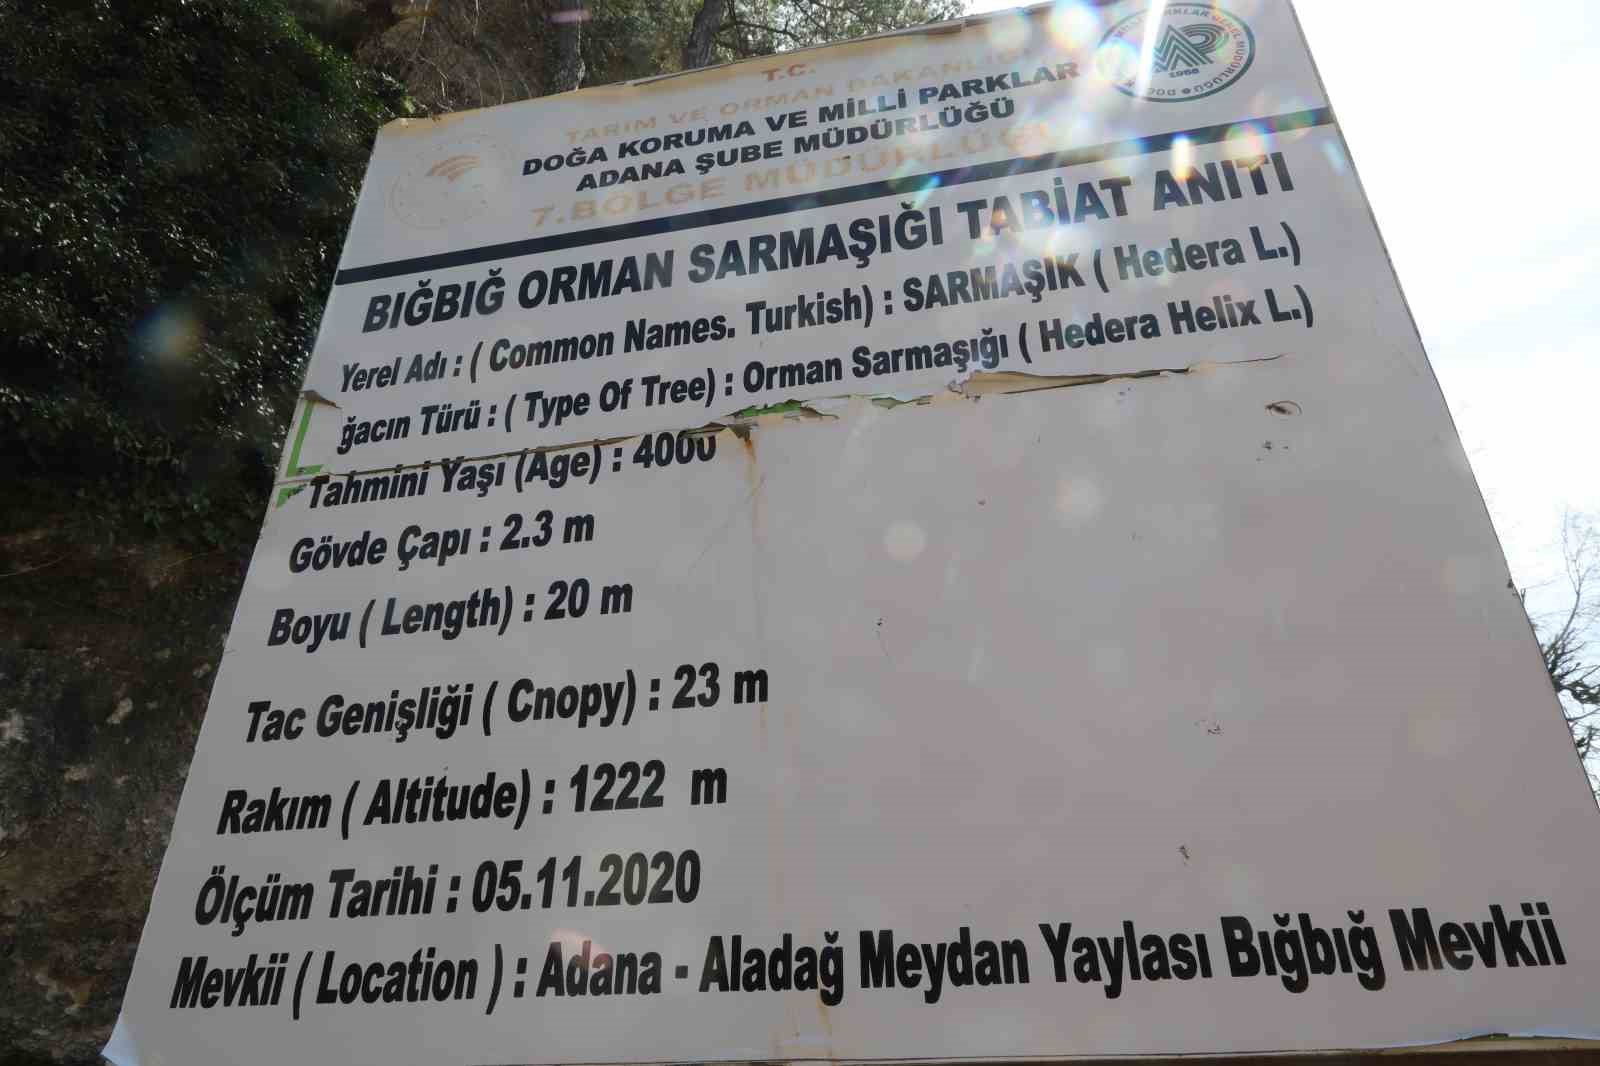 T.C.
TARIM VE ORMAN BAKANLIĞI
DOĞA KORUMA VE MİLLİ PARKLAR
ADANA ŞUBE MÜDÜRLÜĞÜ
7.BÖLGE MÜDÜRLÜĞÜ
1966
BIĞBIĞ ORMAN SARMAŞIĞI TABİAT ANITI
Yerel Adı : ( Common Names. Turkish) : SARMAŞIK ( Hedera L.)
ğacın Türü : ( Type Of Tree) : Orman Sarmaşığı ( Hedera Helix L.)
Tahmini Yaşı (Age) : 4000
Gövde Çapı : 2.3 m
Boyu ( Length) : 20 m
Tac Genişliği ( Cnopy) : 23 m
Rakım ( Altitude) : 1222 m
Ölçüm Tarihi : 05.11.2020
Mevkii ( Location ) : Adana - Aladağ Meydan Yaylası Bığbığ Mevkii